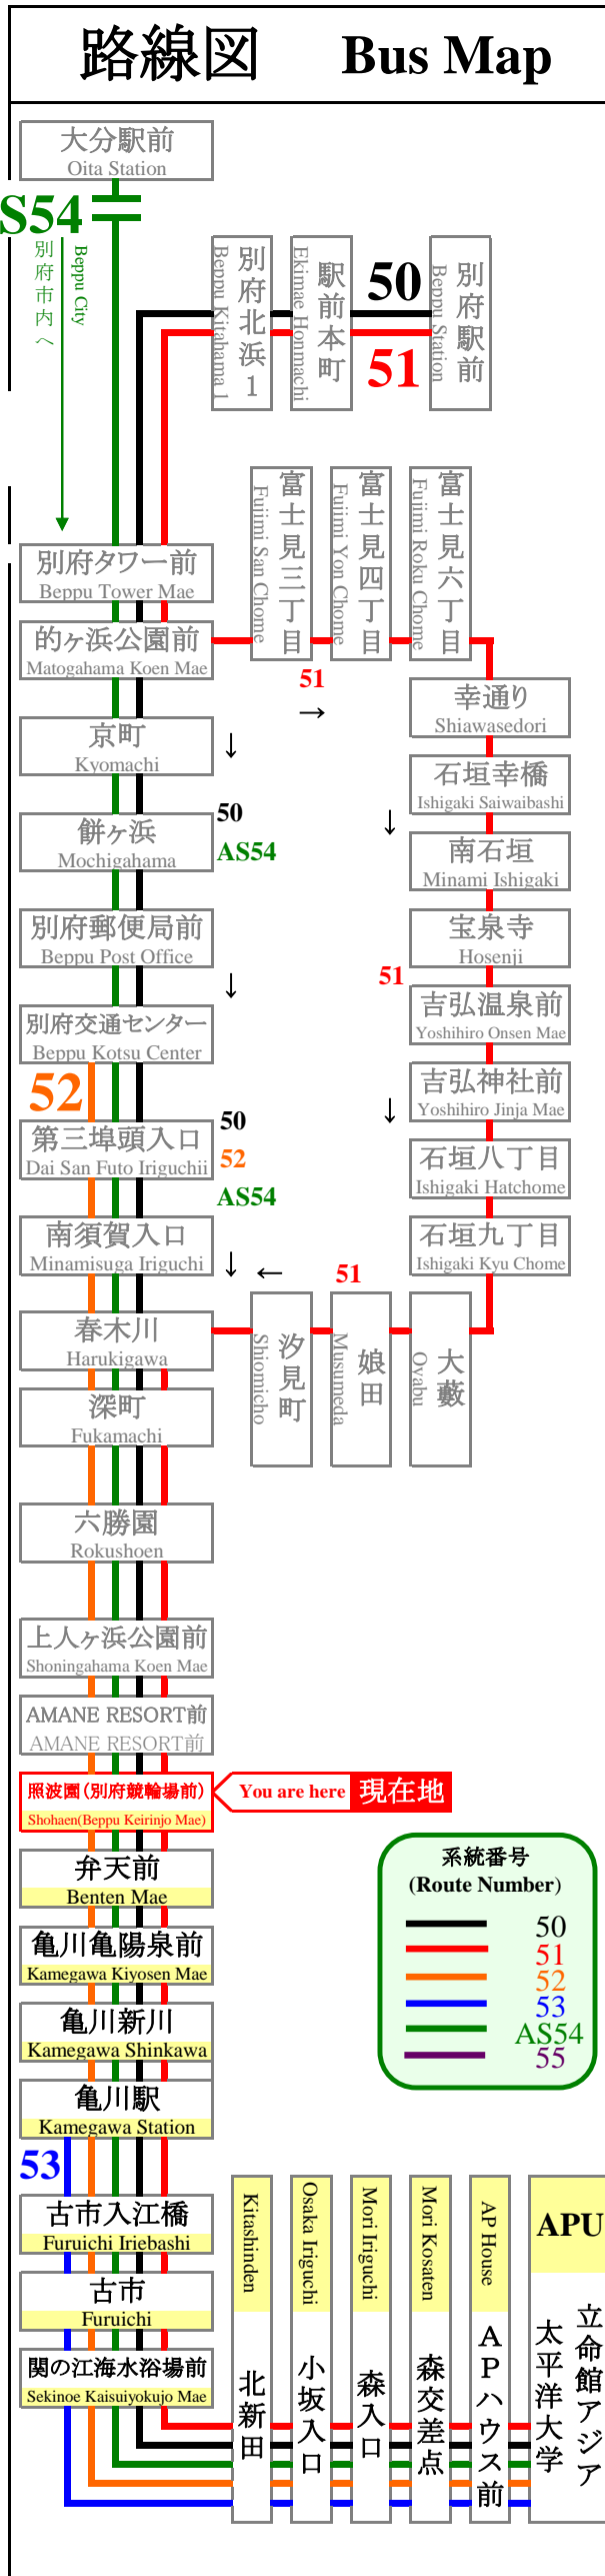 路線図 Bus Map
大分駅前
Oita Station
S54
別府市内へ
Beppu City
別府北浜1
Beppu Kitahama 1
駅前本町
Ekimae Honmachi
50
51
別府駅前
Beppu Station
別府タワー前
Beppu Tower Mae
的ヶ浜公園前
Matogahama Koen Mae
富士見三丁目
Fujimi San Chome
富士見四丁目
Fujimi Yon Chome
富士見六丁目
Fujimi Roku Chome
51
→
幸通り
Shiawasedori
京町
Kyomachi
↓
石垣幸橋
Ishigaki Saiwaibashi
↓
餅ヶ浜
Mochigahama
50
AS54
南石垣
Minami Ishigaki
別府郵便局前
Beppu Post Office
↓
宝泉寺
Hosenji
51
別府交通センター
Beppu Kotsu Center
吉弘温泉前
Yoshihiro Onsen Mae
52
吉弘神社前
Yoshihiro Jinja Mae
↓
第三埠頭入口
Dai San Futo Iriguchii
50
52
AS54
石垣八丁目
Ishigaki Hatchome
南須賀入口
Minamisuga Iriguchi
↓
石垣九丁目
Ishigaki Kyu Chome
←
51
春木川
Harukigawa
汐見町
Shiomicho
娘田
Musumeda
大藪
Oyabu
深町
Fukamachi
六勝園
Rokushoen
上人ヶ浜公園前
Shoningahama Koen Mae
AMANE RESORT前
AMANE RESORT前
照波園(別府競輪場前)
Shohaen(Beppu Keirinjo Mae)
You are here 現在地
弁天前
Benten Mae
亀川亀陽泉前
Kamegawa Kiyosen Mae
亀川新川
Kamegawa Shinkawa
亀川駅
Kamegawa Station
系統番号
(Route Number)
50
51
52
53
AS54
55
53
古市入江橋
Furuichi Iriebashi
古市
Furuichi
関の江海水浴場前
Sekinoe Kaisuiyokujo Mae
Kitashinden
北新田
Osaka Iriguchi
小坂入口
Mori Iriguchi
森入口
Mori Kosaten
森交差点
AP House
APハウス前
APU
立命館アジア
太平洋大学